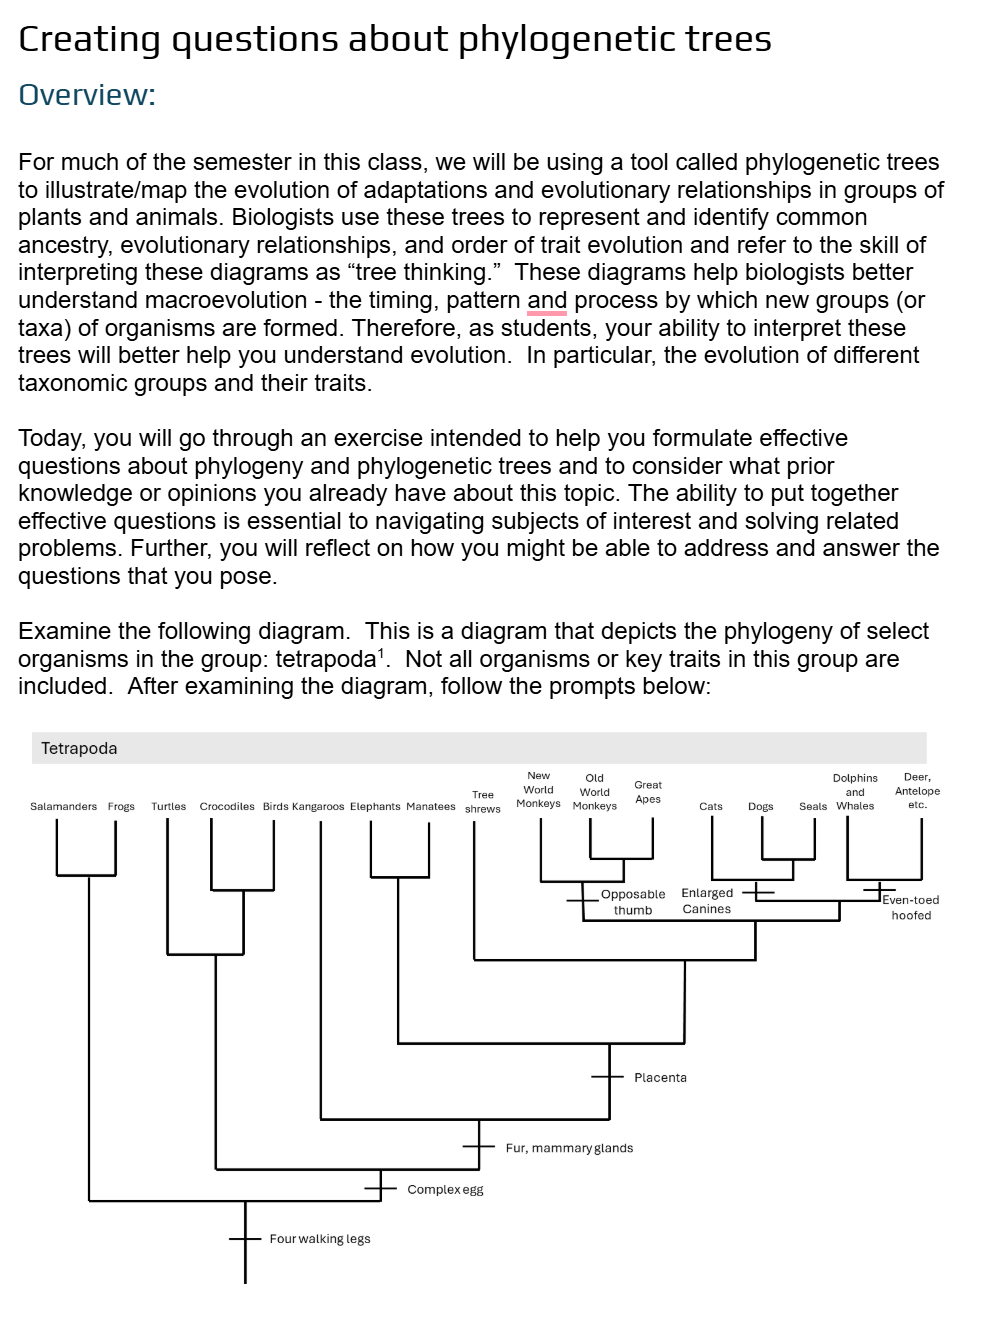 Creating questions about phylogenetic trees
Overview:
For much of the semester in this class, we will be using a tool called phylogenetic trees
to illustrate/map the evolution of adaptations and evolutionary relationships in groups of
plants and animals. Biologists use these trees to represent and identify common
ancestry, evolutionary relationships, and order of trait evolution and refer to the skill of
interpreting these diagrams as “tree thinking.”  These diagrams help biologists better
understand macroevolution - the timing, pattern and process by which new groups (or
taxa) of organisms are formed. Therefore, as students, your ability to interpret these
trees will better help you understand evolution.  In particular, the evolution of different
taxonomic groups and their traits.
Today, you will go through an exercise intended to help you formulate effective
questions about phylogeny and phylogenetic trees and to consider what prior
knowledge or opinions you already have about this topic. The ability to put together
effective questions is essential to navigating subjects of interest and solving related
problems. Further, you will reflect on how you might be able to address and answer the
questions that you pose.
Examine the following diagram.  This is a diagram that depicts the phylogeny of select
organisms in the group: tetrapoda¹.  Not all organisms or key traits in this group are
included.  After examining the diagram, follow the prompts below:
Tetrapoda
Salamanders
Frogs
Turtles
Crocodiles
Birds
Kangaroos
Elephants
Manatees
Tree
shrews
New
World
Monkeys
Old
World
Monkeys
Great
Apes
Cats
Dogs
Seals
Dolphins
and
Whales
Deer,
Antelope
etc.
Opposable
thumb
Enlarged
Canines
Even-toed
hoofed
Placenta
Fur, mammary glands
Complex egg
Four walking legs